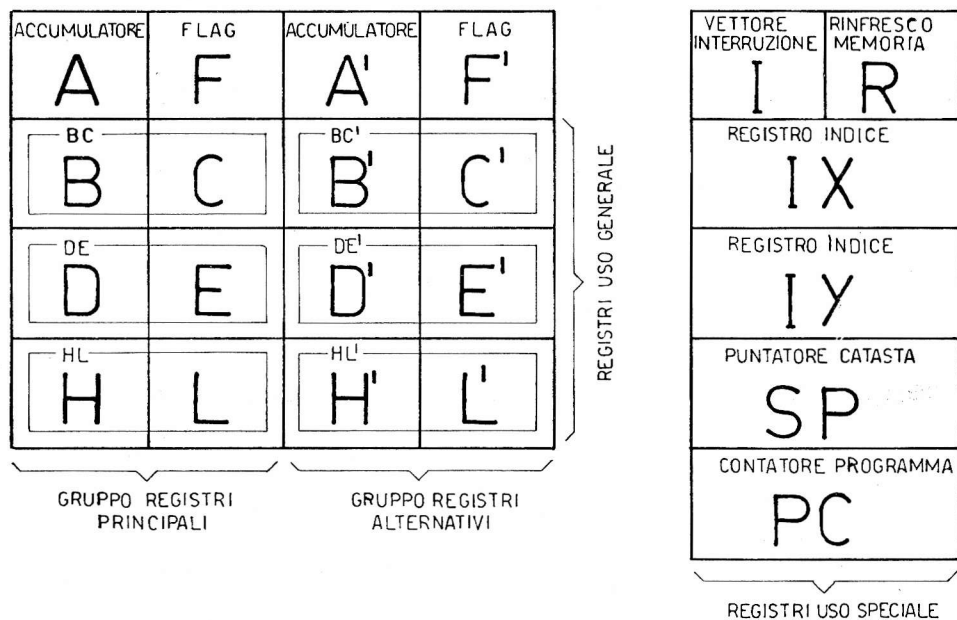 ACCUMULATORE FLAG ACCUMULATORE FLAG
A F A' F'
BC BC'
B C B' C'
DE DE'
D E D' E'
HL HL'
H L H' L'
REGISTRI USO GENERALE
GRUPPO REGISTRI
PRINCIPALI
GRUPPO REGISTRI
ALTERNATIVI
VETTORE
INTERRUZIONE
I
RINFRESCO
MEMORIA
R
REGISTRO INDICE
IX
REGISTRO INDICE
IY
PUNTATORE CATASTA
SP
CONTATORE PROGRAMMA
PC
REGISTRI USO SPECIALE